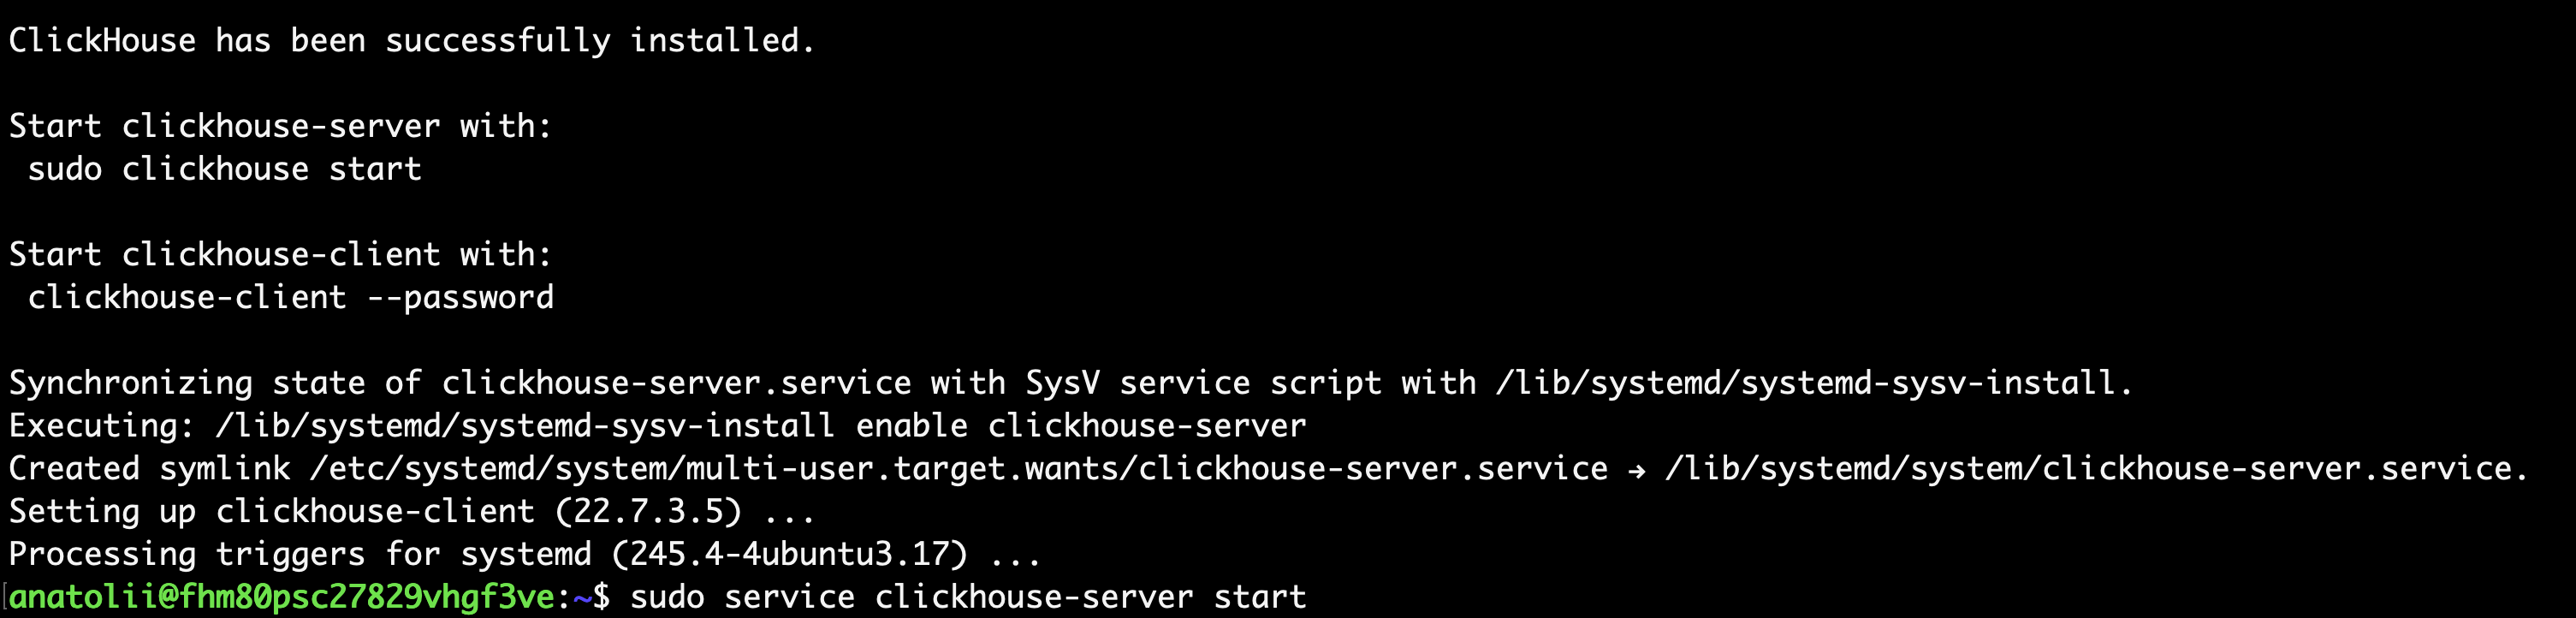 ClickHouse has been successfully installed.
Start clickhouse-server with:
sudo clickhouse start
Start clickhouse-client with:
clickhouse-client --password
Synchronizing state of clickhouse-server.service with SysV service script with /lib/systemd/systemd-sysv-install.
Executing: /lib/systemd/systemd-sysv-install enable clickhouse-server
Created symlink /etc/systemd/system/multi-user.target.wants/clickhouse-server.service → /lib/systemd/system/clickhouse-server.service.
Setting up clickhouse-client (22.7.3.5) ...
Processing triggers for systemd (245.4-4ubuntu3.17) ...
anatolii@fhm80psc27829vhgf3ve:~$ sudo service clickhouse-server start